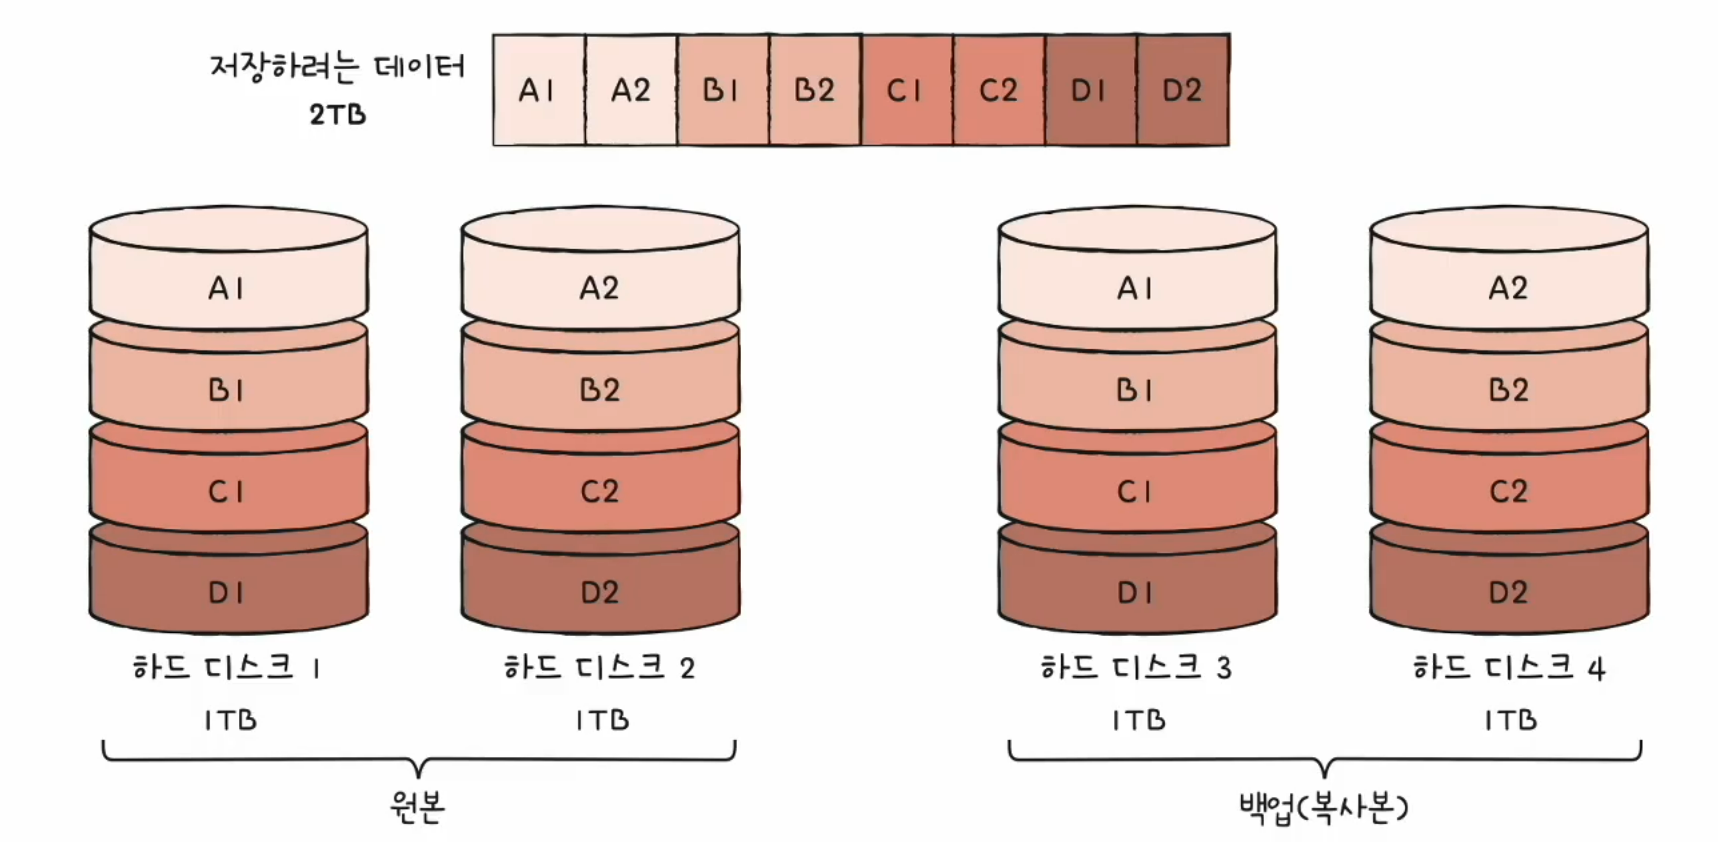 저장하려는 데이터
2TB
A1 A2 B1 B2 C1 C2 D1 D2
A1 A2 A1 A2
B1 B2 B1 B2
C1 C2 C1 C2
D1 D2 D1 D2
하드 디스크 1 하드 디스크 2 하드 디스크 3 하드 디스크 4
1TB 1TB 1TB 1TB
원본 백업(복사본)